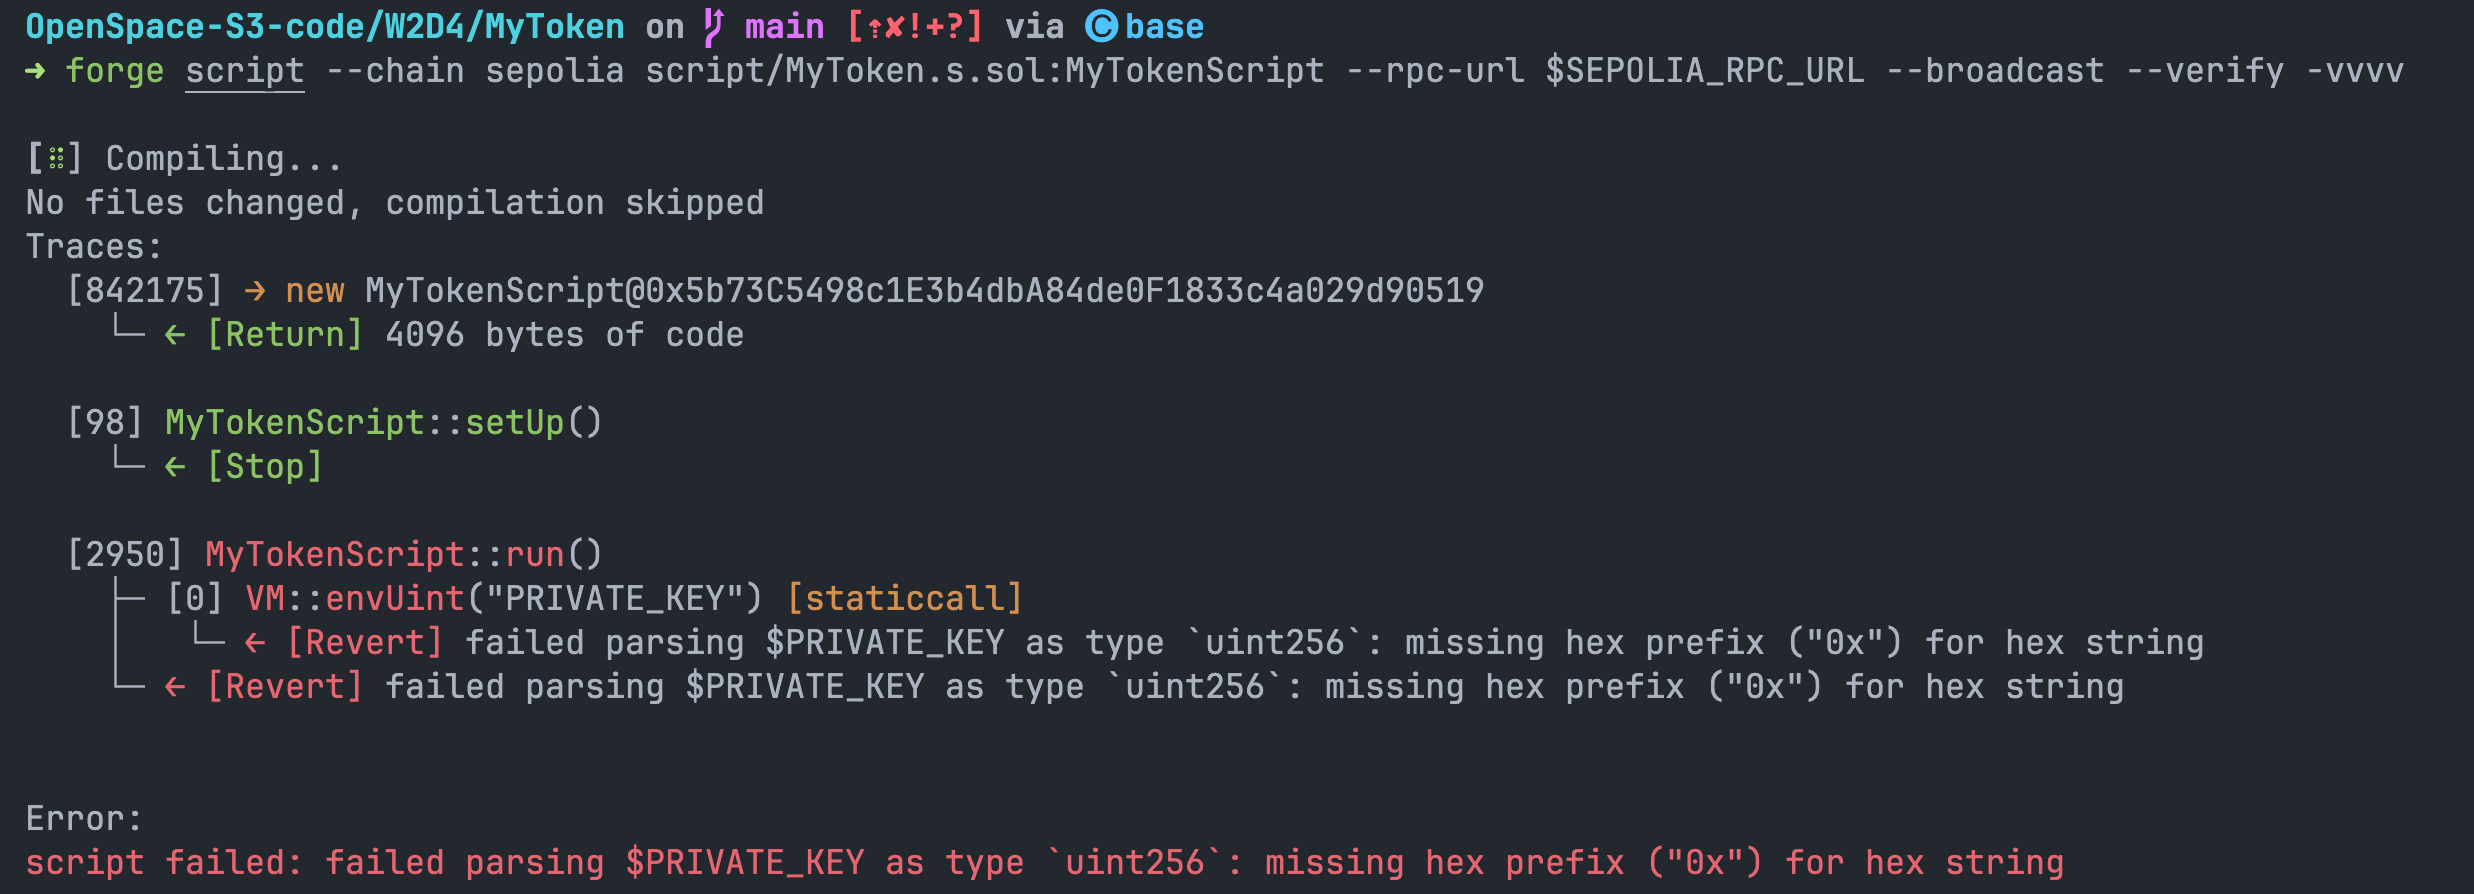 OpenSpace-S3-code/W2D4/MyToken on main [⇡✘!+?] via Ⓒ base
➜ forge script --chain sepolia script/MyToken.s.sol:MyTokenScript --rpc-url $SEPOLIA_RPC_URL --broadcast --verify -vvvv
[⠿] Compiling...
No files changed, compilation skipped
Traces:
  [842175] → new MyTokenScript@0x5b73C5498c1E3b4dbA84de0F1833c4a029d90519
    └─ ← [Return] 4096 bytes of code
  [98] MyTokenScript::setUp()
    └─ ← [Stop]
  [2950] MyTokenScript::run()
    ├─ [0] VM::envUint("PRIVATE_KEY") [staticcall]
    │   └─ ← [Revert] failed parsing $PRIVATE_KEY as type `uint256`: missing hex prefix ("0x") for hex string
    └─ ← [Revert] failed parsing $PRIVATE_KEY as type `uint256`: missing hex prefix ("0x") for hex string
Error:
script failed: failed parsing $PRIVATE_KEY as type `uint256`: missing hex prefix ("0x") for hex string